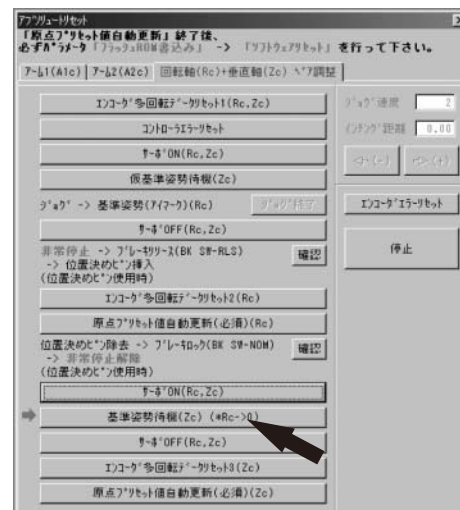 アブソリュートリセット
「原点プリセット値自動更新」終了後、
必ずパラメータ「フラッシュROM書込み」 -> 「ソフトウェアリセット」 を行って下さい。
アーム1(A1c) アーム2(A2c) 回転軸(Rc)+垂直軸(Zc) ペア調整
エンコーダ多回転データリセット1(Rc,Zc)
コントローラエラーリセット
サーボON(Rc,Zc)
仮基準姿勢待機(Zc)
ジョグ -> 基準姿勢(アイマーク)(Rc) ジョグ終了
サーボOFF(Rc,Zc)
非常停止 -> ブレーキリリース(BK SW-RLS)
-> 位置決めピン挿入
(位置決めピン使用時)
確認
エンコーダ多回転データリセット2(Rc)
原点プリセット値自動更新(必須)(Rc)
位置決めピン除去 -> ブレーキロック(BK SW-NOM)
-> 非常停止解除
(位置決めピン使用時)
確認
サーボON(Rc,Zc)
基準姿勢待機(Zc) (*Rc->0)
サーボOFF(Rc,Zc)
エンコーダ多回転データリセット3(Zc)
原点プリセット値自動更新(必須)(Zc)
ジョグ速度 2
インチング距離 0.00
<-(-) =>(+)
エンコーダエラーリセット
停止